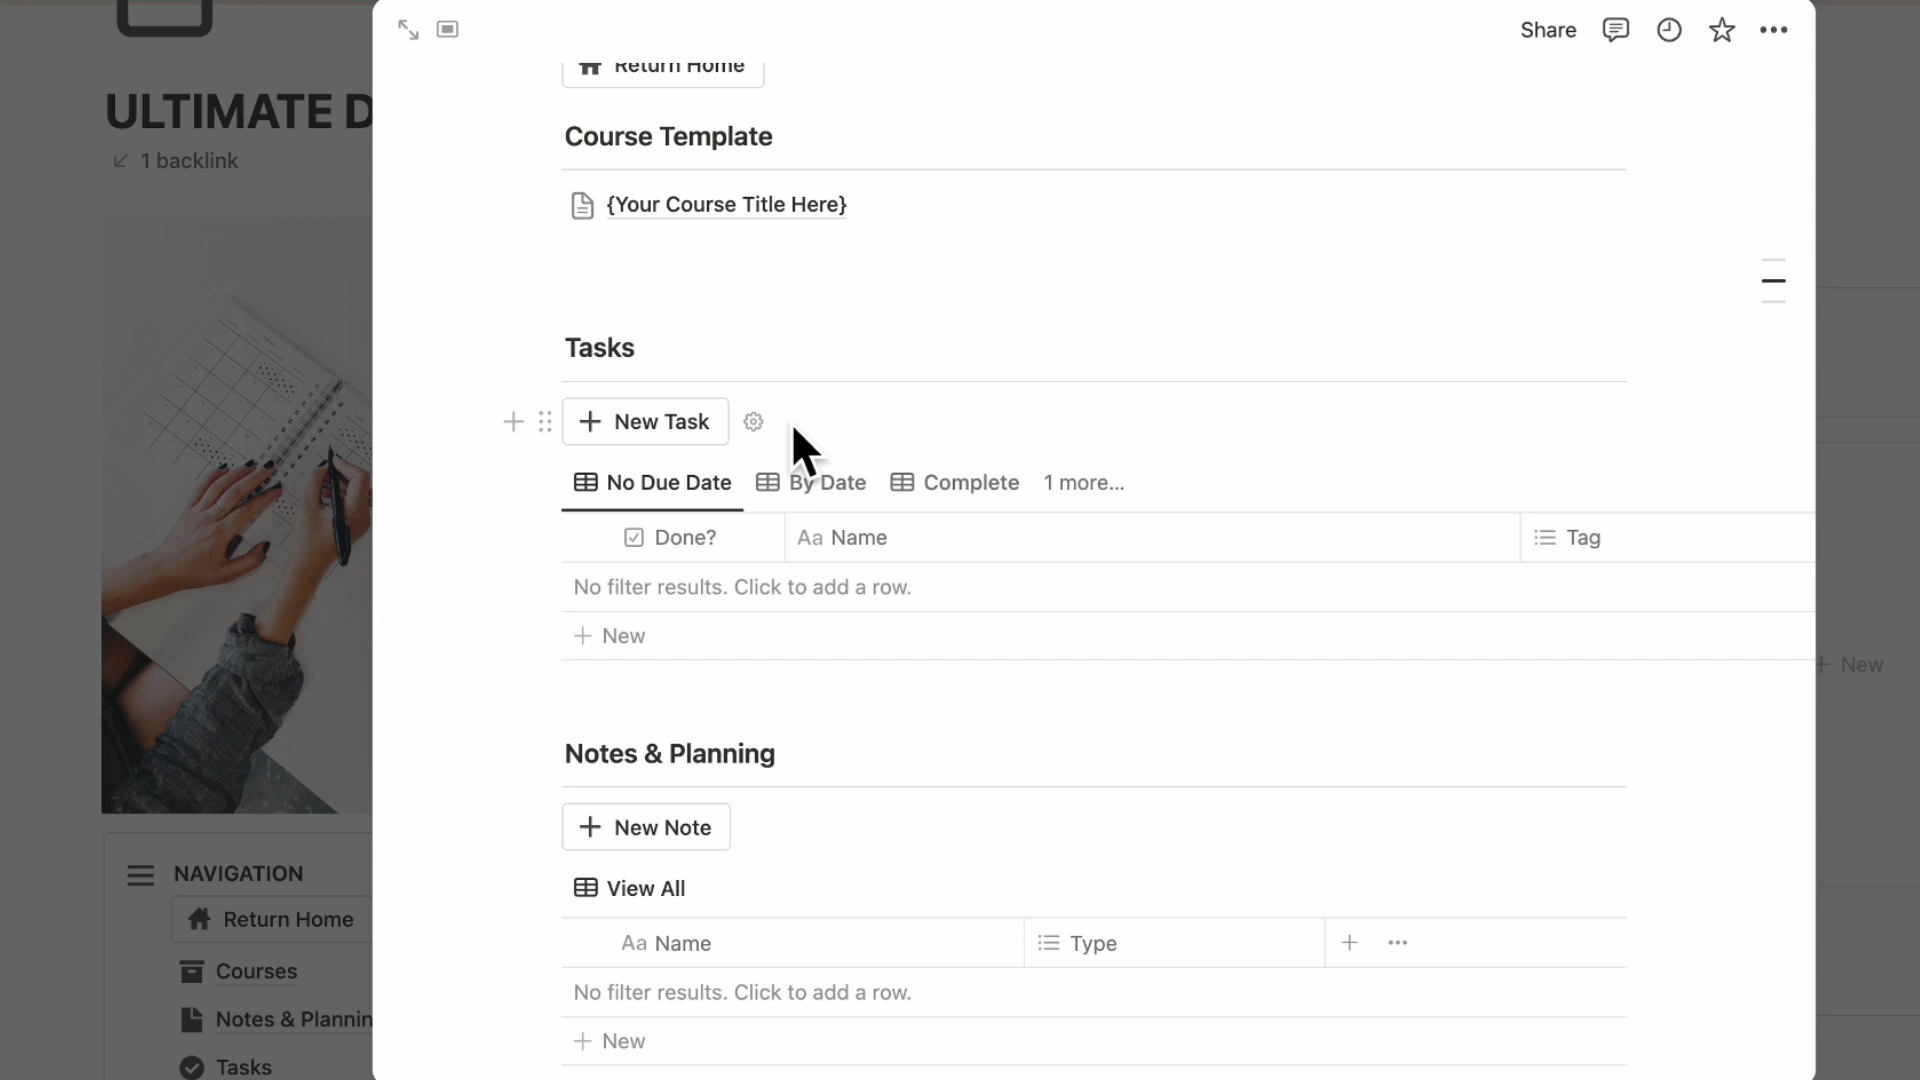 Share
Return Home
ULTIMATE D
1 backlink
Course Template
{Your Course Title Here}
Tasks
New Task
No Due Date
By Date
Complete
1 more...
Done?
Aa Name
Tag
No filter results. Click to add a row.
New
New
Notes & Planning
New Note
View All
Aa Name
Type
No filter results. Click to add a row.
New
NAVIGATION
Return Home
Courses
Notes & Plannin
Tasks